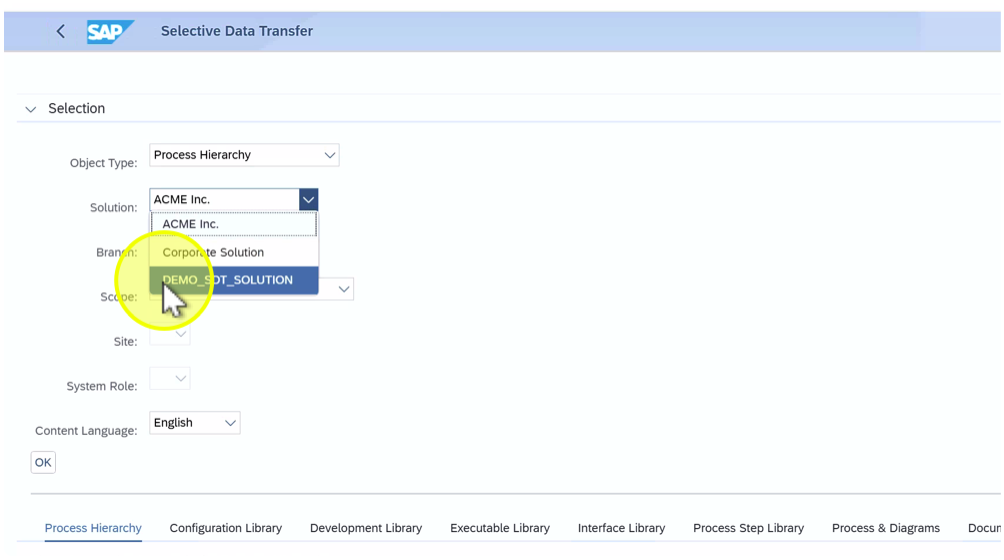 SAP Selective Data Transfer
Selection
Object Type: Process Hierarchy
Solution: ACME Inc.
ACME Inc.
Branch: Corporate Solution
DEMO_SDT_SOLUTION
Scope:
Site:
System Role:
Content Language: English
OK
Process Hierarchy Configuration Library Development Library Executable Library Interface Library Process Step Library Process & Diagrams Docum